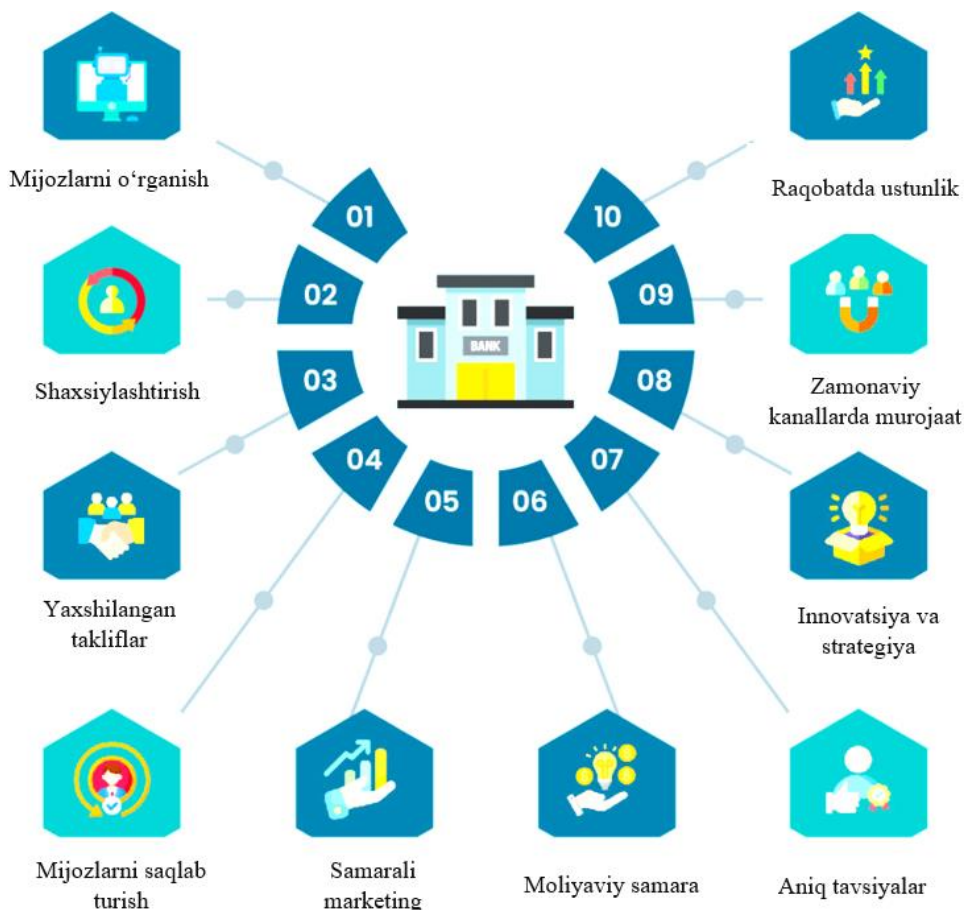 Mijozlarni o‘rganish
01
10
Raqobatda ustunlik
02
09
BANK
Shaxsiylashtirish
03
08
Zamonaviy
kanallarda murojaat
04
07
05
06
Yaxshilangan
takliflar
Innovatsiya va
strategiya
Mijozlarni saqlab
turish
Samarali
marketing
Moliyaviy samara
Aniq tavsiyalar